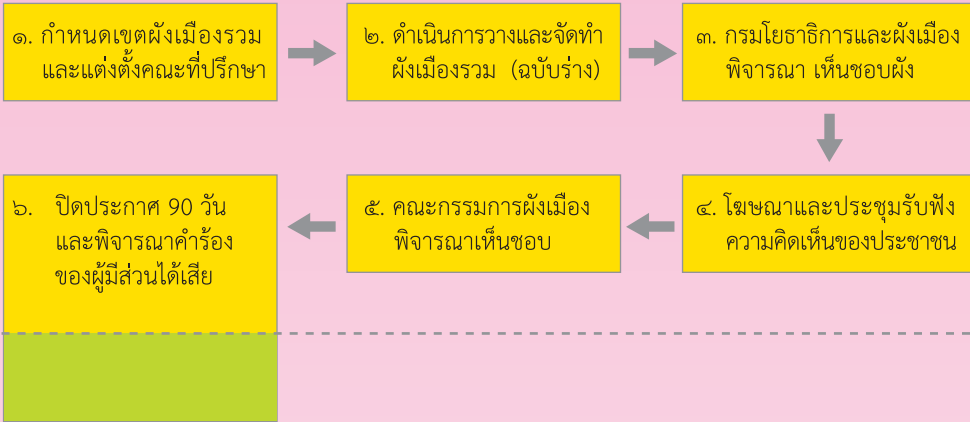 ๑. กำหนดเขตผังเมืองรวม
และแต่งตั้งคณะที่ปรึกษา
๒. ดำเนินการวางและจัดทำ
ผังเมืองรวม (ฉบับร่าง)
๓. กรมโยธาธิการและผังเมือง
พิจารณา เห็นชอบผัง
๔. โฆษณาและประชุมรับฟัง
ความคิดเห็นของประชาชน
๕. คณะกรรมการผังเมือง
พิจารณาเห็นชอบ
๖. ปิดประกาศ 90 วัน
และพิจารณาคำร้อง
ของผู้มีส่วนได้เสีย